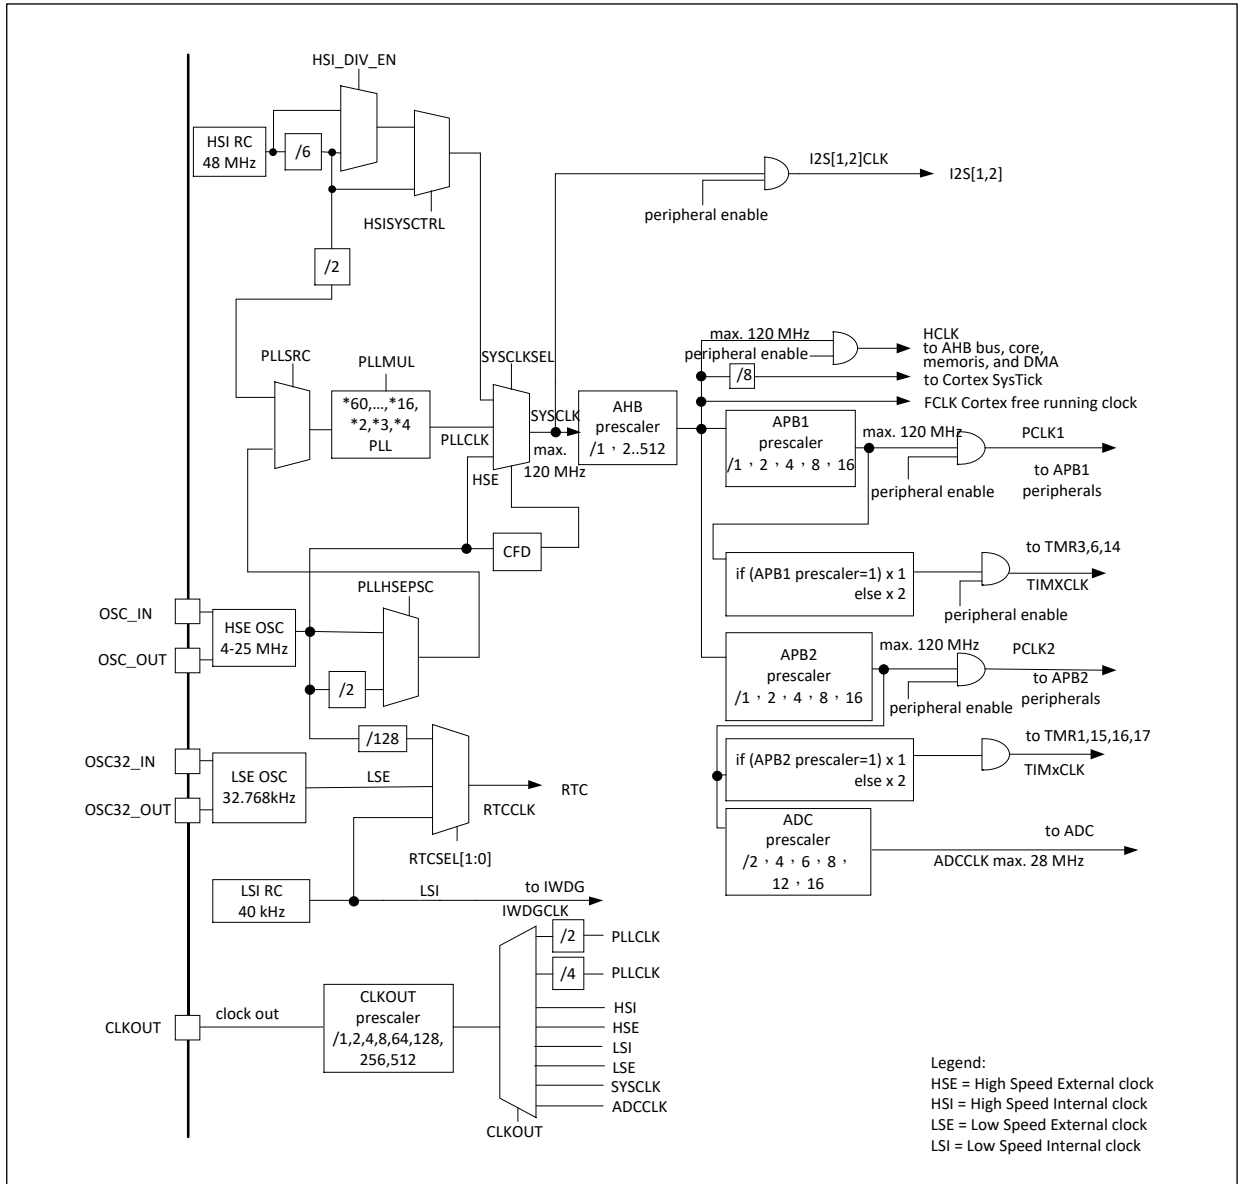 HSI_DIV_EN
HSI RC
48 MHz
/6
HSISYSCTRL
/2
I2S[1,2]CLK
I2S[1,2]
peripheral enable
PLLSRC
PLLMUL
*60,...,*16,
*2,*3,*4
PLL
PLLCLK
HSE
SYSCLKSEL
SYSCLK
max.
120 MHz
AHB
prescaler
/1，2..512
max. 120 MHz
peripheral enable
HCLK
to AHB bus, core,
memoris, and DMA
/8
to Cortex SysTick
FCLK Cortex free running clock
APB1
prescaler
/1，2，4，8，16
max. 120 MHz
peripheral enable
PCLK1
to APB1
peripherals
if (APB1 prescaler=1) x 1
else x 2
to TMR3,6,14
TIMXCLK
peripheral enable
CFD
PLLHSEPSC
OSC_IN
OSC_OUT
HSE OSC
4-25 MHz
/2
APB2
prescaler
/1，2，4，8，16
max. 120 MHz
peripheral enable
PCLK2
to APB2
peripherals
/128
OSC32_IN
OSC32_OUT
LSE OSC
32.768kHz
LSE
RTC
RTCCLK
RTCSEL[1:0]
if (APB2 prescaler=1) x 1
else x 2
to TMR1,15,16,17
TIMxCLK
ADC
prescaler
/2，4，6，8，
12，16
to ADC
ADCCLK max. 28 MHz
LSI RC
40 kHz
LSI
to IWDG
IWDGCLK
/2
PLLCLK
/4
PLLCLK
HSI
HSE
LSI
LSE
SYSCLK
ADCCLK
CLKOUT
clock out
CLKOUT
prescaler
/1,2,4,8,64,128,
256,512
CLKOUT
Legend:
HSE = High Speed External clock
HSI = High Speed Internal clock
LSE = Low Speed External clock
LSI = Low Speed Internal clock